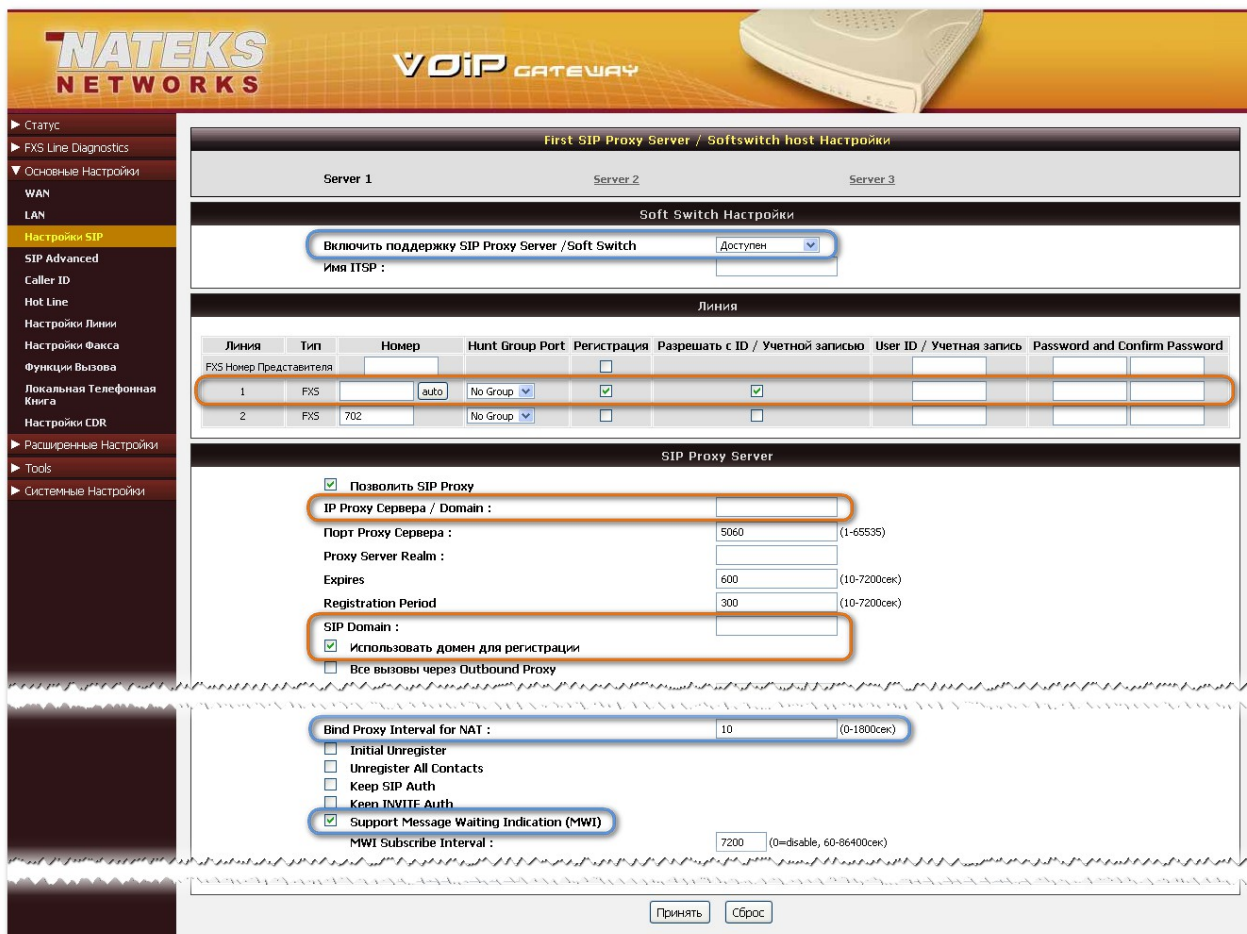 NATEKS
NETWORKS
VOIP GATEWAY
Статус
FXS Line Diagnostics
Основные Настройки
WAN
LAN
Настройки SIP
SIP Advanced
Caller ID
Hot Line
Настройки Линии
Настройки Факса
Функции Вызова
Локальная Телефонная
Книга
Настройки CDR
Расширенные Настройки
Tools
Системные Настройки
First SIP Proxy Server / Softswitch host Настройки
Server 1 Server 2 Server 3
Soft Switch Настройки
Включить поддержку SIP Proxy Server /Soft Switch Доступен
Имя ITSP :
Линия
Линия Тип Номер Hunt Group Port Регистрация Разрешать с ID / Учетной записью User ID / Учетная запись Password and Confirm Password
FXS Номер Представителя
1 FXS auto No Group
2 FXS 702 No Group
SIP Proxy Server
Позволить SIP Proxy
IP Proxy Сервера / Domain :
Порт Proxy Сервера : 5060 (1-65535)
Proxy Server Realm :
Expires 600 (10-7200сек)
Registration Period 300 (10-7200сек)
SIP Domain :
Использовать домен для регистрации
Все вызовы через Outbound Proxy
Bind Proxy Interval for NAT : 10 (0-1800сек)
Initial Unregister
Unregister All Contacts
Keep SIP Auth
Keep INVITE Auth
Support Message Waiting Indication (MWI)
MWI Subscribe Interval : 7200 (0=disable, 60-86400сек)
Принять Сброс